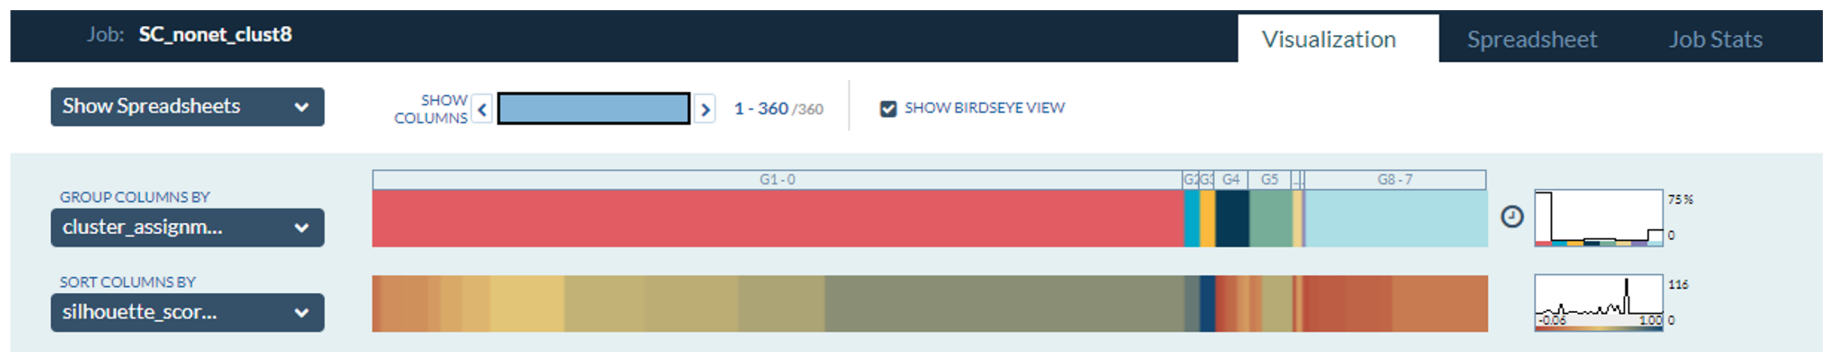 Job: SC_nonet_clust8
Visualization Spreadsheet Job Stats
Show Spreadsheets
SHOW COLUMNS
1 - 360 /360
SHOW BIRDSEYE VIEW
G1 - 0 G2 G3 G4 G5 ... G8 - 7
GROUP COLUMNS BY
cluster_assignm...
75%
0
SORT COLUMNS BY
silhouette_scor...
116
-0.06 1.00 0